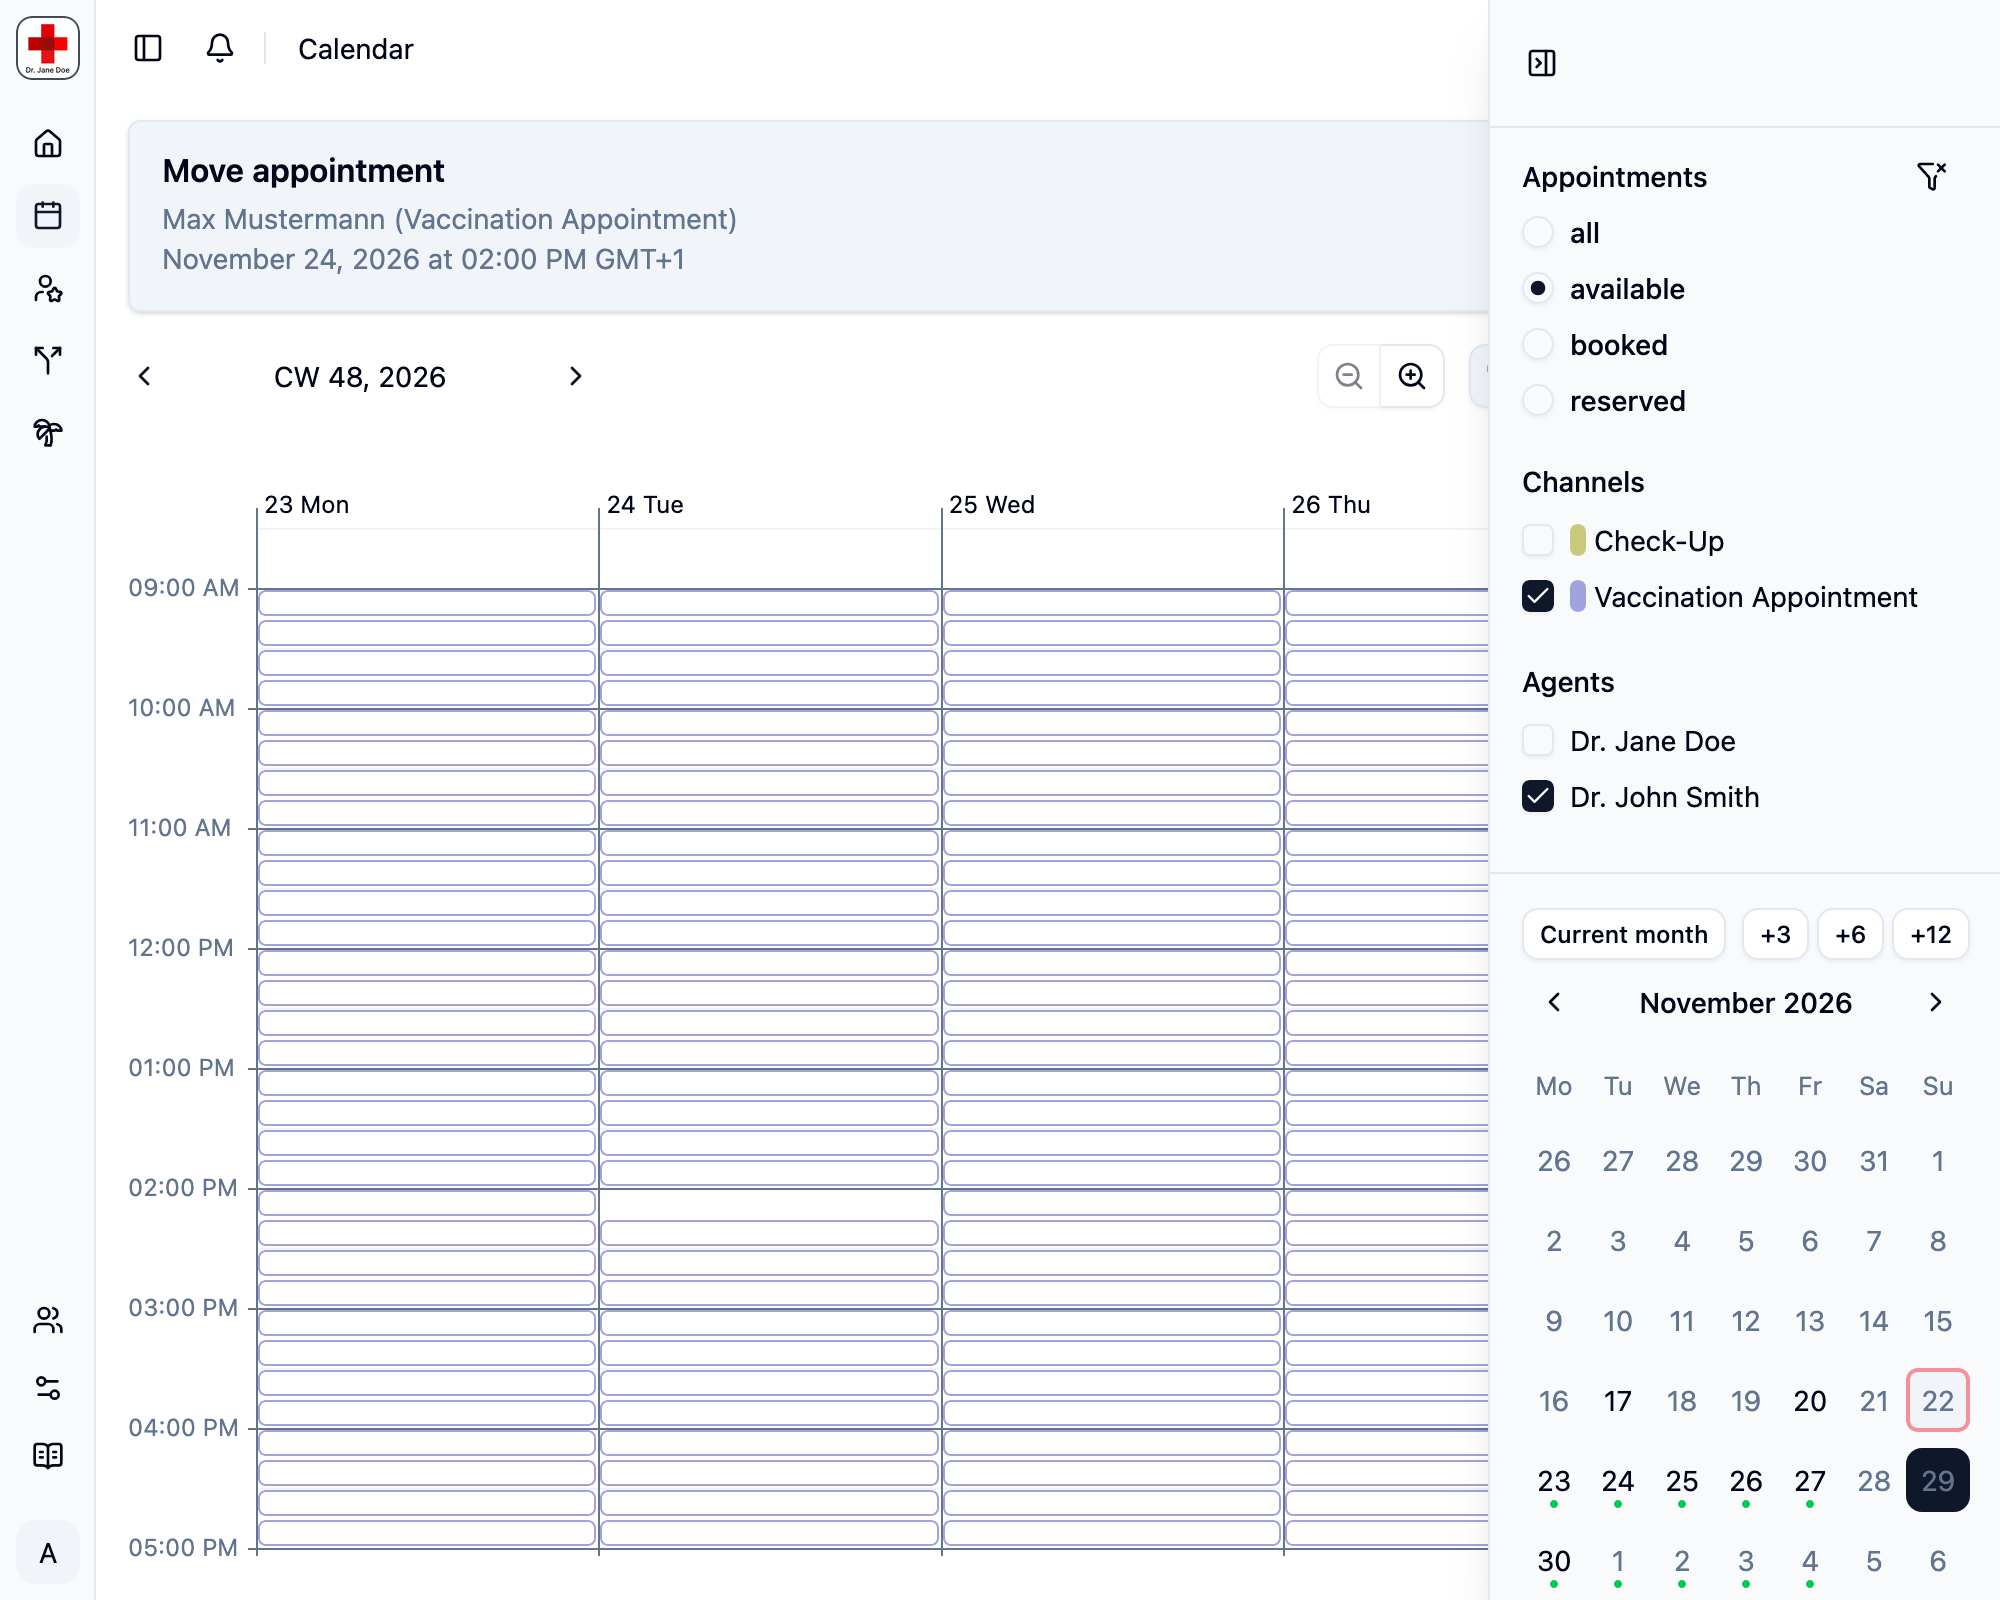 Dr. Jane Doe
Calendar
Move appointment
Max Mustermann (Vaccination Appointment)
November 24, 2026 at 02:00 PM GMT+1
CW 48, 2026
23 Mon
24 Tue
25 Wed
26 Thu
09:00 AM
10:00 AM
11:00 AM
12:00 PM
01:00 PM
02:00 PM
03:00 PM
04:00 PM
05:00 PM
A
Appointments
all
available
booked
reserved
Channels
Check-Up
Vaccination Appointment
Agents
Dr. Jane Doe
Dr. John Smith
Current month +3 +6 +12
November 2026
Mo Tu We Th Fr Sa Su
26 27 28 29 30 31 1
2 3 4 5 6 7 8
9 10 11 12 13 14 15
16 17 18 19 20 21 22
23 24 25 26 27 28 29
30 1 2 3 4 5 6